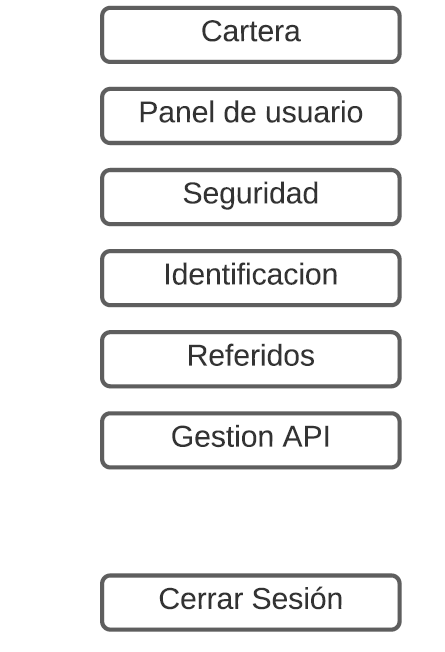 Cartera
Panel de usuario
Seguridad
Identificacion
Referidos
Gestion API
Cerrar Sesión